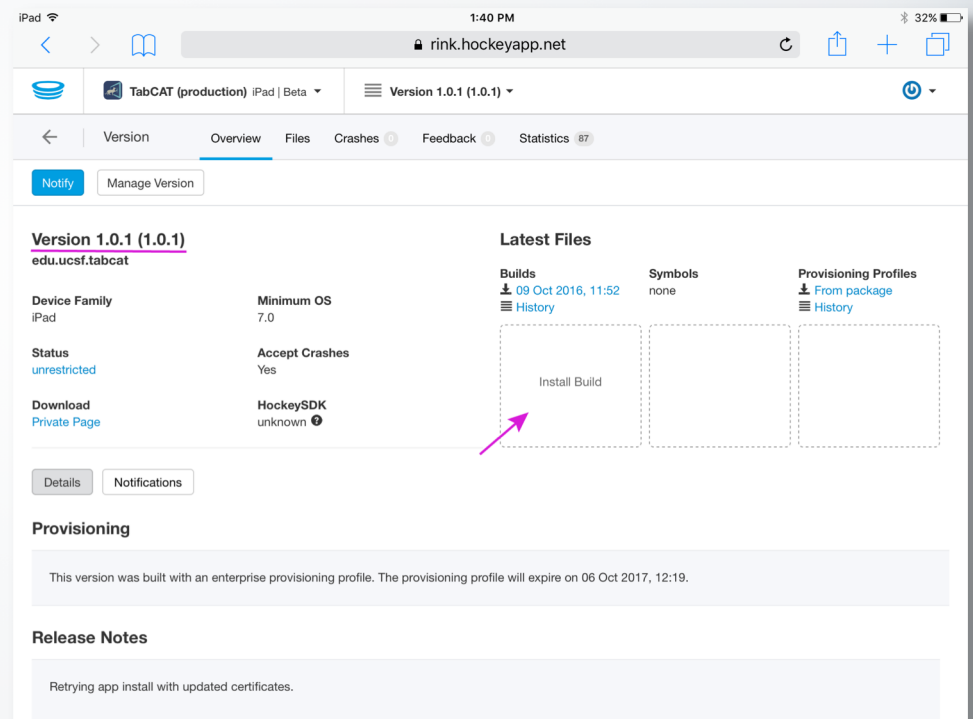 iPad 1:40 PM 32%
rink.hockeyapp.net
TabCAT (production) iPad | Beta Version 1.0.1 (1.0.1)
Version Overview Files Crashes 0 Feedback 0 Statistics 87
Notify Manage Version
Version 1.0.1 (1.0.1)
edu.ucsf.tabcat
Device Family Minimum OS
iPad 7.0
Status Accept Crashes
unrestricted Yes
Download HockeySDK
Private Page unknown ?
Latest Files
Builds Symbols Provisioning Profiles
09 Oct 2016, 11:52 none From package
History History
Install Build
Details Notifications
Provisioning
This version was built with an enterprise provisioning profile. The provisioning profile will expire on 06 Oct 2017, 12:19.
Release Notes
Retrying app install with updated certificates.